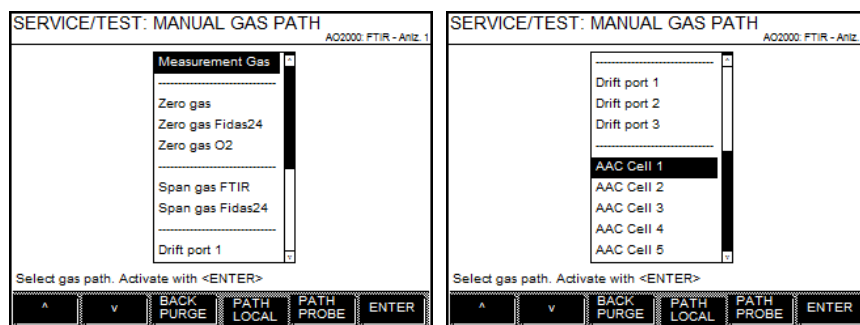 SERVICE/TEST: MANUAL GAS PATH
AO2000: FTIR - Anlz. 1
Measurement Gas
------------------------------
Zero gas
Zero gas Fidas24
Zero gas O2
------------------------------
Span gas FTIR
Span gas Fidas24
------------------------------
Drift port 1
Select gas path. Activate with <ENTER>
^ v BACK PURGE PATH LOCAL PATH PROBE ENTER
SERVICE/TEST: MANUAL GAS PATH
AO2000: FTIR - Anlz.
------------------------------
Drift port 1
Drift port 2
Drift port 3
------------------------------
AAC Cell 1
AAC Cell 2
AAC Cell 3
AAC Cell 4
AAC Cell 5
Select gas path. Activate with <ENTER>
^ v BACK PURGE PATH LOCAL PATH PROBE ENTER